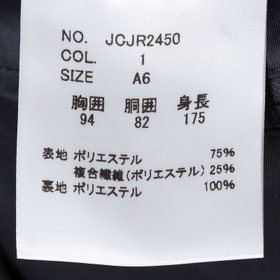 NO. JCJR2450
COL. 1
SIZE A6
胸囲 胴囲 身長
94 82 175
表地 ポリエステル 75%
複合繊維(ポリエステル) 25%
裏地 ポリエステル 100%